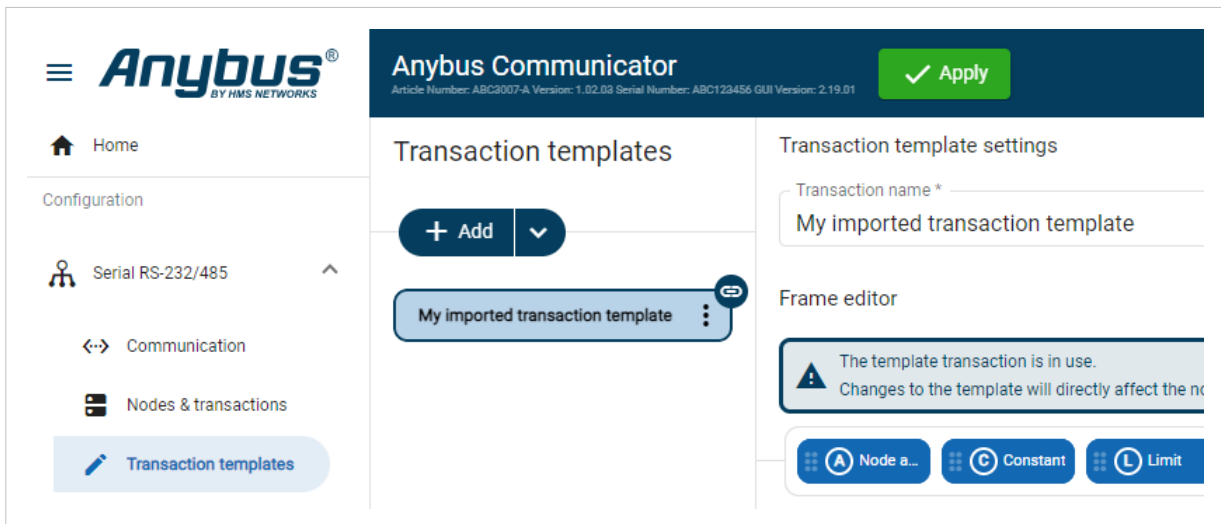 Anybus®
BY HMS NETWORKS
Anybus Communicator
Article Number: ABC3007-A Version: 1.02.03 Serial Number: ABC123456 GUI Version: 2.19.01
Apply
Home
Configuration
Serial RS-232/485
Communication
Nodes & transactions
Transaction templates
Transaction templates
Add
My imported transaction template
Transaction template settings
Transaction name *
My imported transaction template
Frame editor
The template transaction is in use.
Changes to the template will directly affect the no
A Node a...
C Constant
L Limit